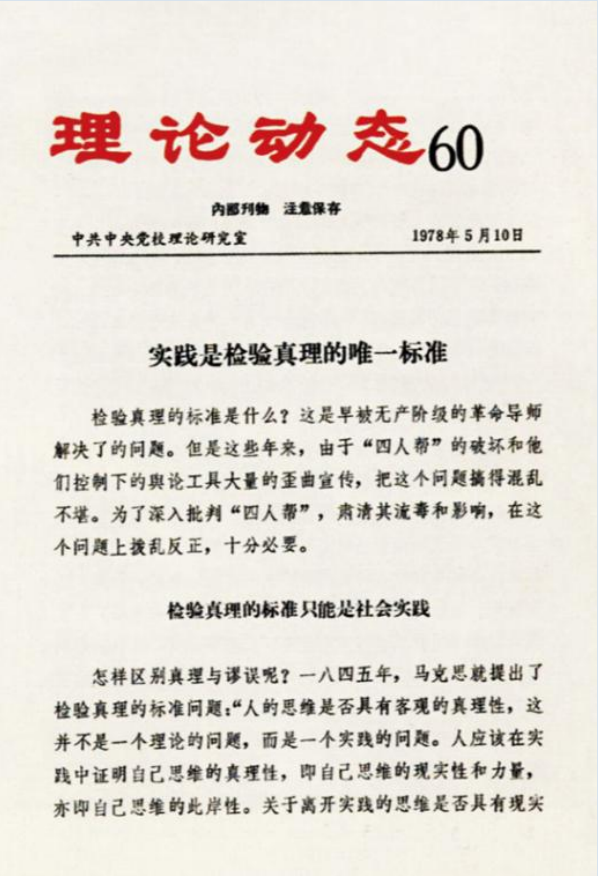 理论动态60
内部刊物 注意保存
中共中央党校理论研究室 1978年5月10日
实践是检验真理的唯一标准
检验真理的标准是什么？这是早被无产阶级的革命导师
解决了的问题。但是这些年来，由于“四人帮”的破坏和他
们控制下的舆论工具大量的歪曲宣传，把这个问题搞得混乱
不堪。为了深入批判“四人帮”，肃清其流毒和影响，在这
个问题上拨乱反正，十分必要。
检验真理的标准只能是社会实践
怎样区别真理与谬误呢？一八四五年，马克思就提出了
检验真理的标准问题：“人的思维是否具有客观的真理性，这
并不是一个理论的问题，而是一个实践的问题。人应该在实
践中证明自己思维的真理性，即自己思维的现实性和力量，
亦即自己思维的此岸性。关于离开实践的思维是否具有现实